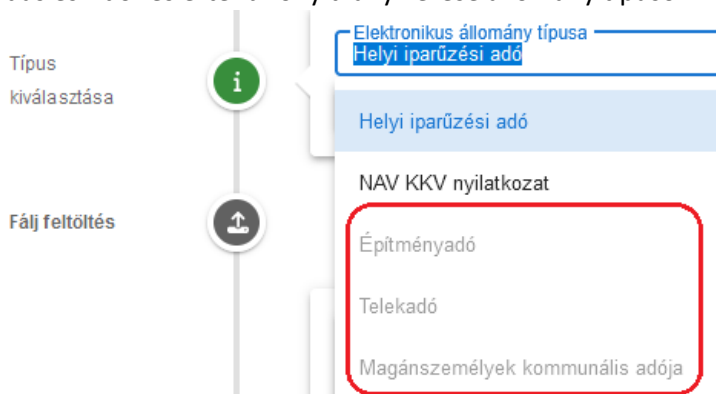 Elektronikus állomány típusa
Helyi iparűzési adó
Típus
kiválasztása
i
Helyi iparűzési adó
NAV KKV nyilatkozat
Fálj feltöltés
Építményadó
Telekadó
Magánszemélyek kommunális adója